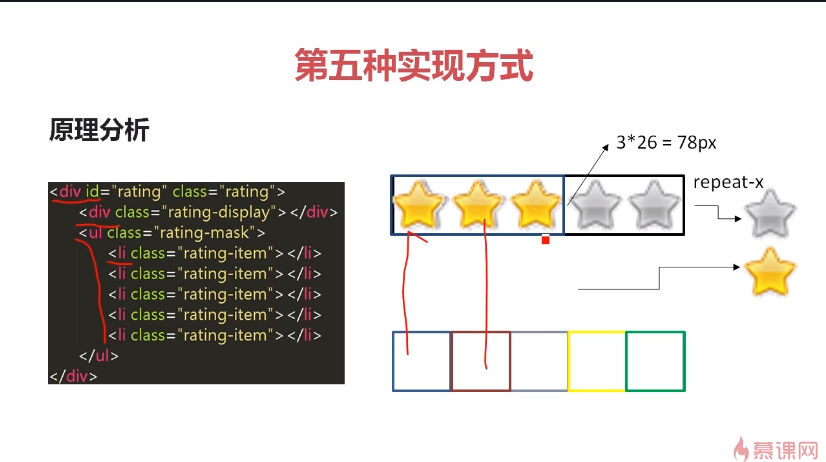 第五种实现方式
原理分析
3*26 = 78px
repeat-x
<div id="rating" class="rating">
<div class="rating-display"></div>
<ul class="rating-mask">
<li class="rating-item"></li>
<li class="rating-item"></li>
<li class="rating-item"></li>
<li class="rating-item"></li>
<li class="rating-item"></li>
</ul>
</div>
慕课网